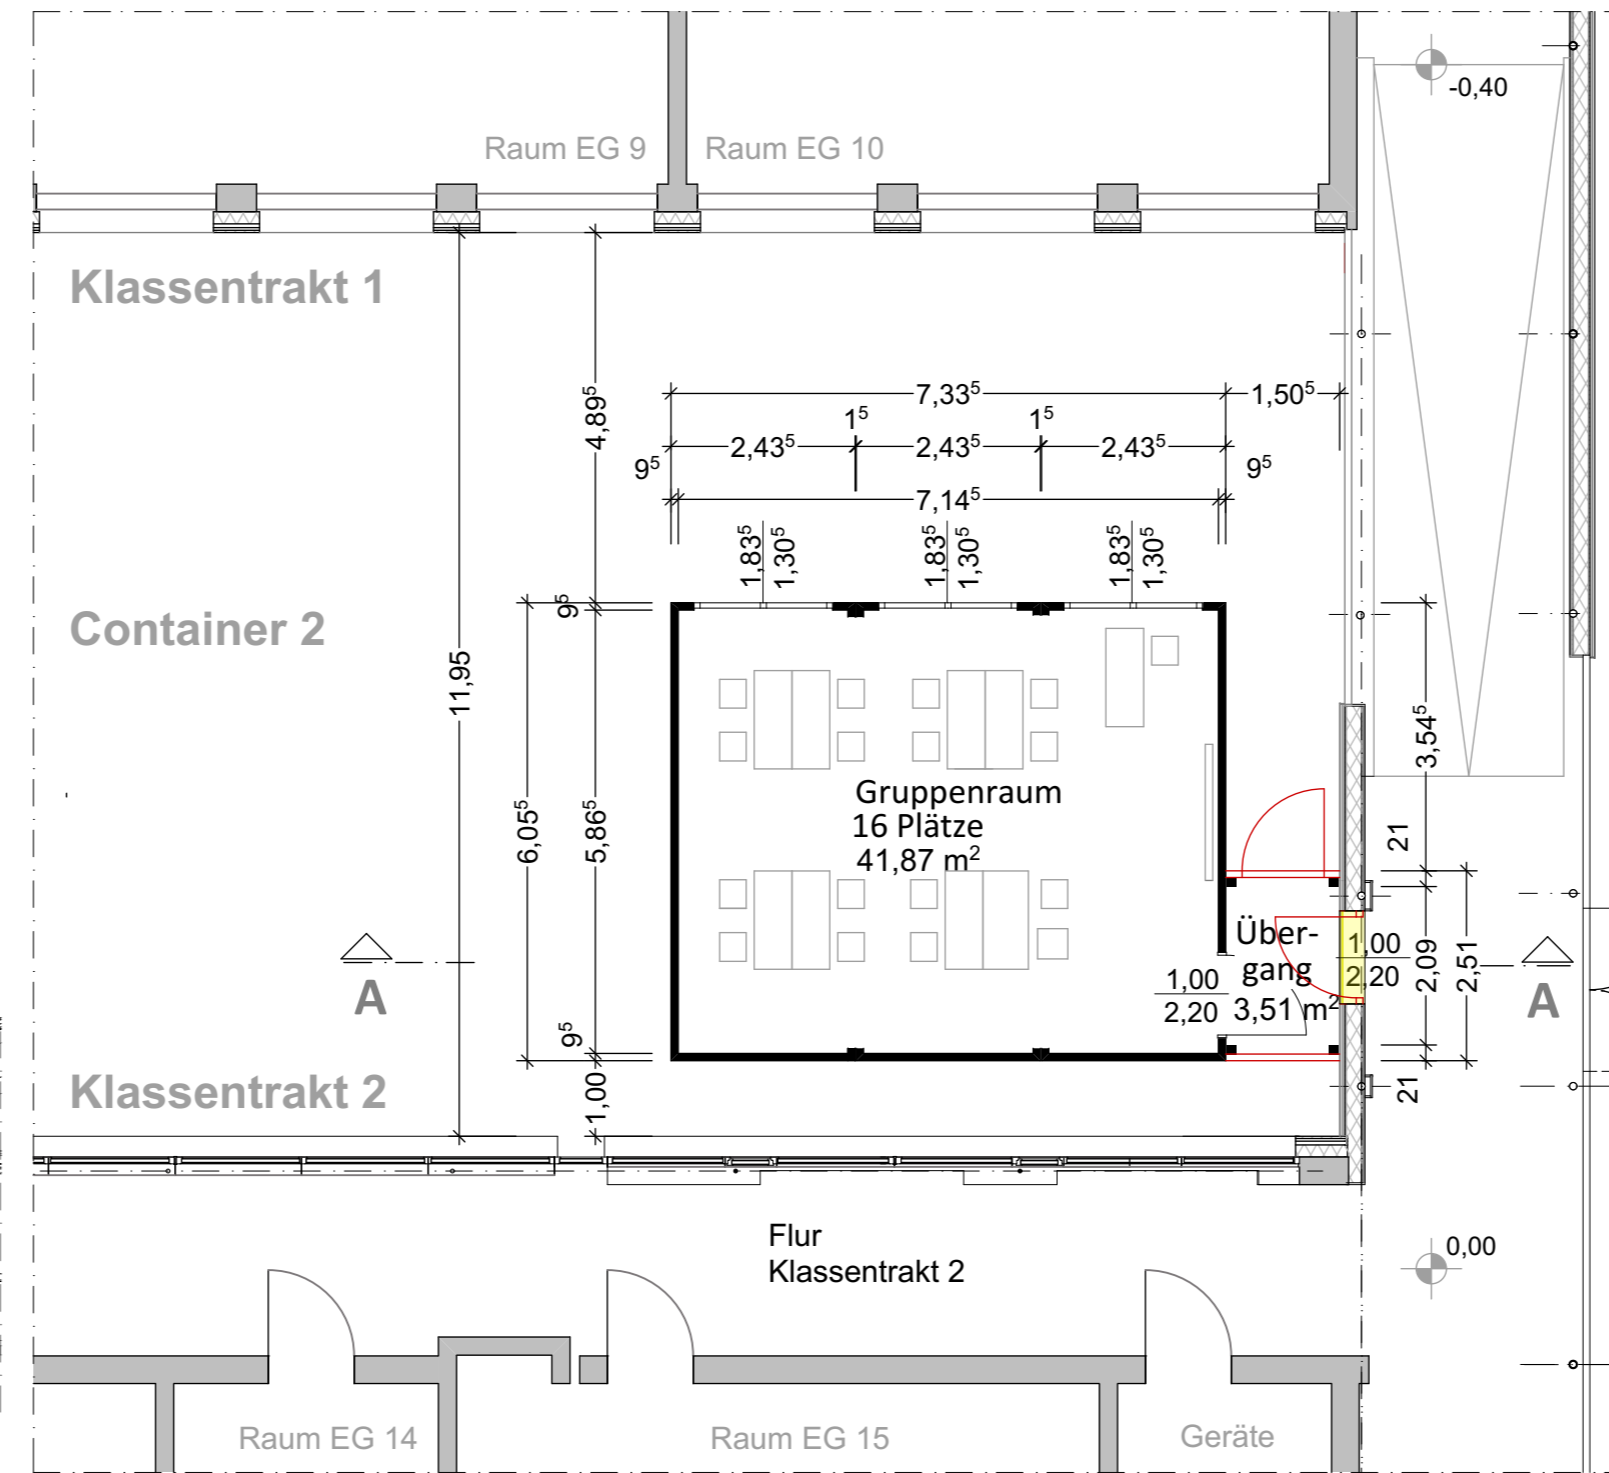 -0,40
Raum EG 9
Raum EG 10
Klassentrakt 1
7,33⁵
1,50⁵
4,89⁵
1⁵
1⁵
2,43⁵
2,43⁵
2,43⁵
9⁵
9⁵
7,14⁵
1,83⁵
1,30⁵
1,83⁵
1,30⁵
1,83⁵
1,30⁵
9⁵
Container 2
11,95
3,54⁵
Gruppenraum
16 Plätze
41,87 m²
6,05⁵
5,86⁵
21
Über-
gang
3,51 m²
1,00
2,20
1,00
2,20
2,09
2,51
A
A
9⁵
1,00
21
Klassentrakt 2
Flur
Klassentrakt 2
0,00
Raum EG 14
Raum EG 15
Geräte